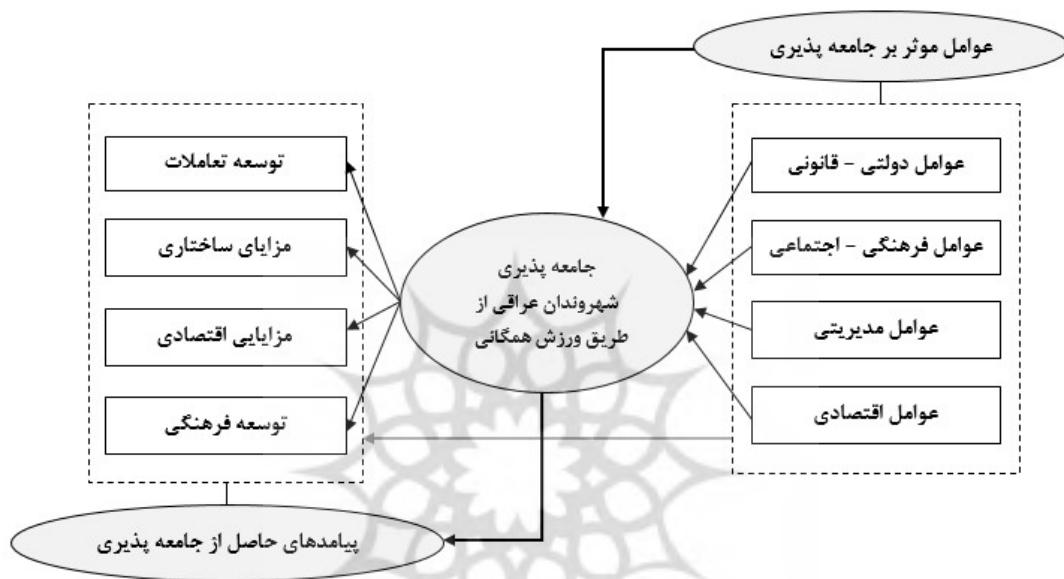 عوامل موثر بر جامعه پذیری
عوامل دولتی - قانونی
عوامل فرهنگی - اجتماعی
عوامل مدیریتی
عوامل اقتصادی
جامعه پذیری
شهروندان عراقی از
طریق ورزش همگانی
توسعه تعاملات
مزایای ساختاری
مزایایی اقتصادی
توسعه فرهنگی
پیامدهای حاصل از جامعه پذیری